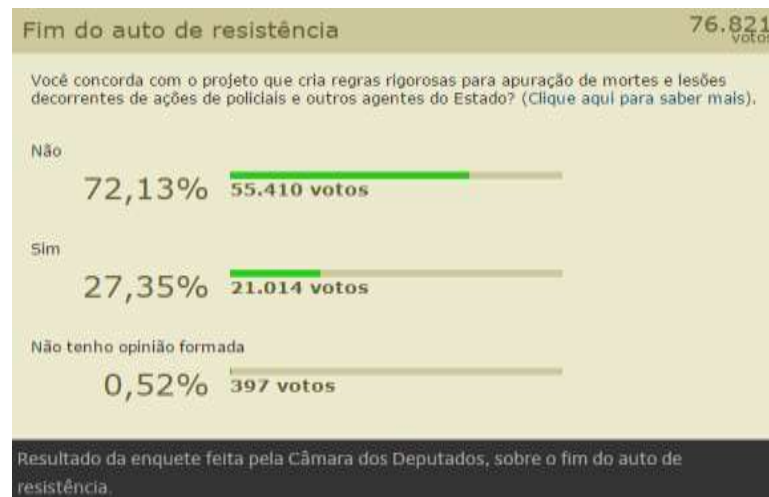 Fim do auto de resistência
76.821
votos
Você concorda com o projeto que cria regras rigorosas para apuração de mortes e lesões
decorrentes de ações de policiais e outros agentes do Estado? (Clique aqui para saber mais).
Não
72,13%
55.410 votos
Sim
27,35%
21.014 votos
Não tenho opinião formada
0,52%
397 votos
Resultado da enquete feita pela Câmara dos Deputados, sobre o fim do auto de
resistência.